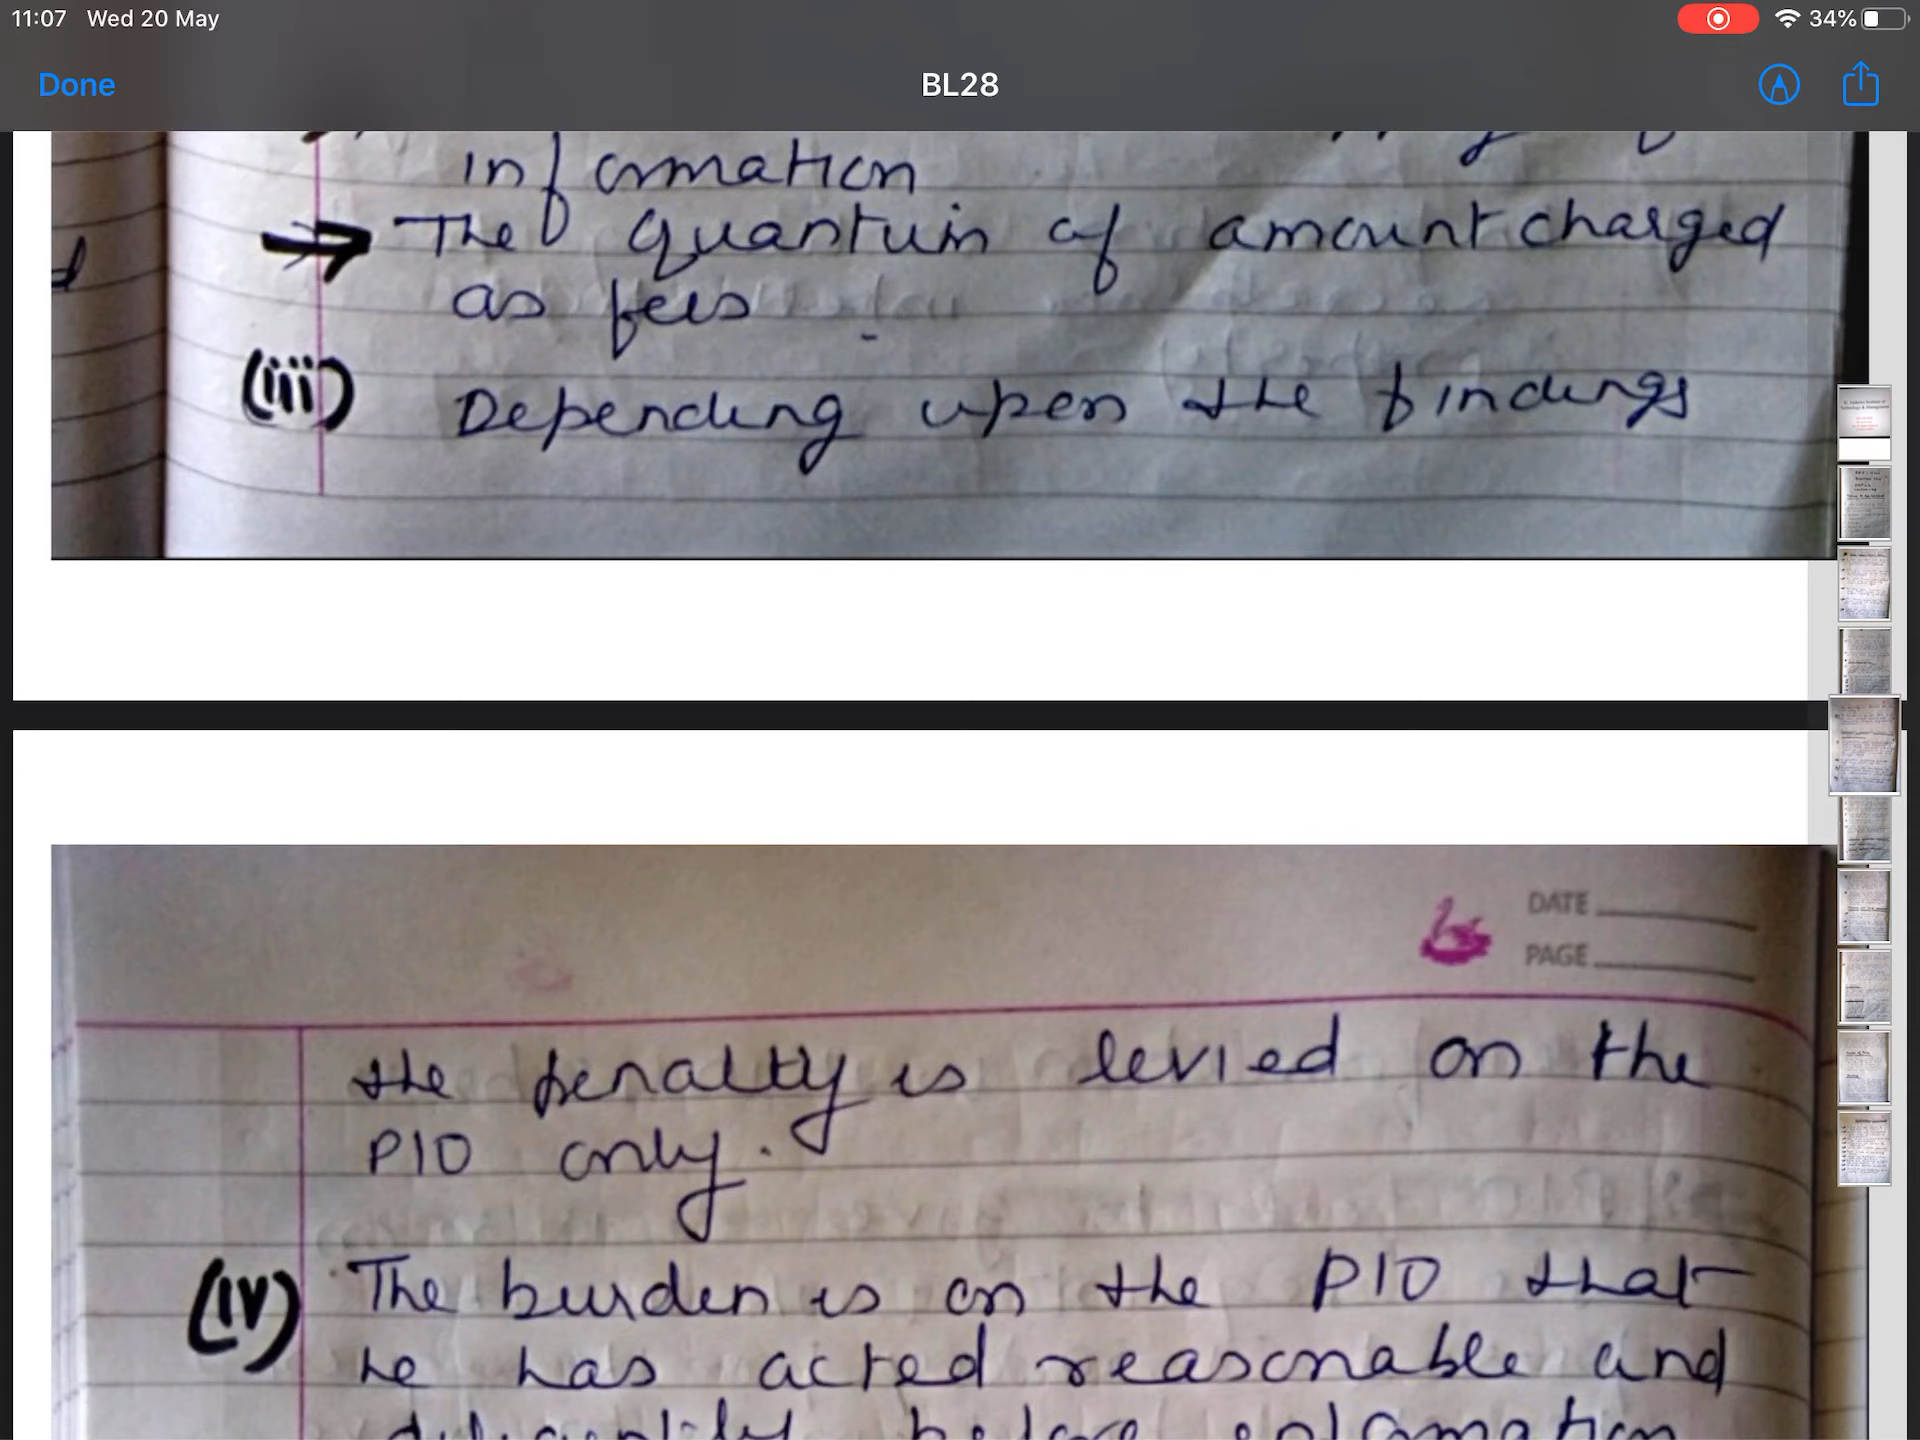 11:07 Wed 20 May
34%
Done
BL28
information
→ The quantum of amount charged
as fees
(iii) Depending upon the findings
DATE
PAGE
the penalty is levied on the
PIO only.
(iv) The burden is on the PIO that
he has acted reasonable and
before information